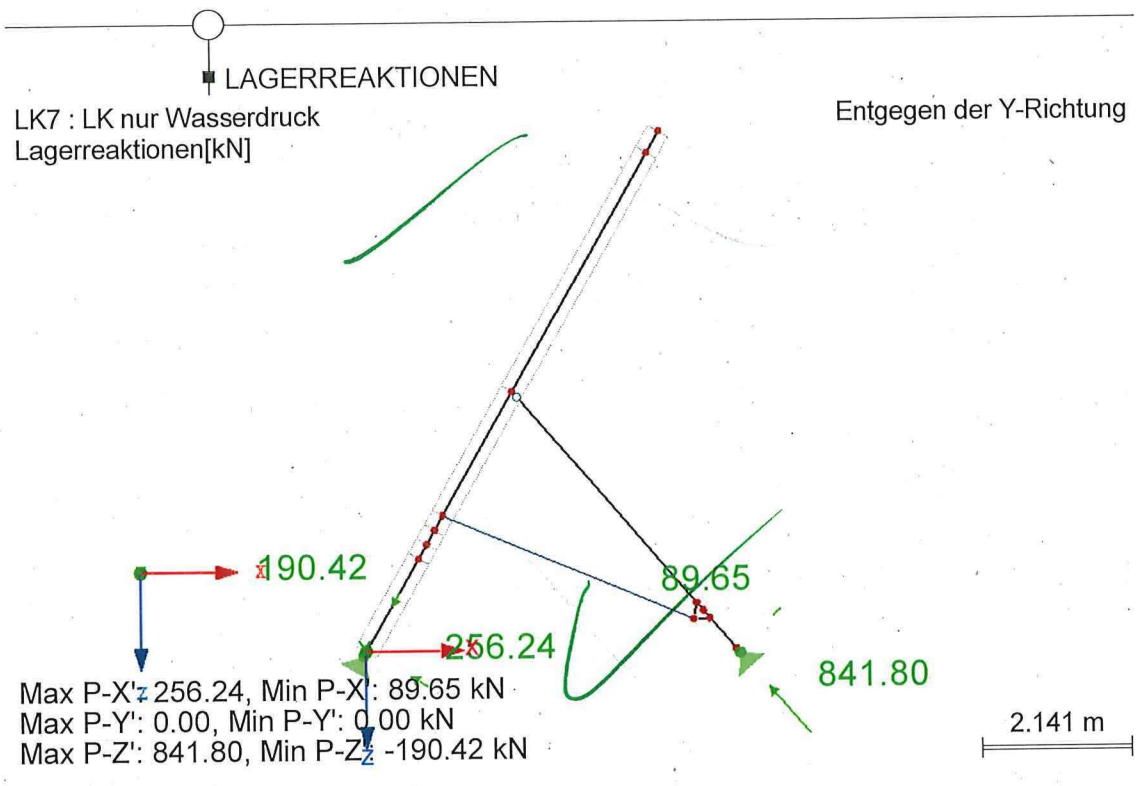 LAGERREAKTIONEN
LK7 : LK nur Wasserdruck
Lagerreaktionen[kN]
Entgegen der Y-Richtung
x
190.42
89.65
x
256.24
841.80
Max P-X': 256.24, Min P-X': 89.65 kN
z
Max P-Y': 0.00, Min P-Y': 0.00 kN
Max P-Z': 841.80, Min P-Z': -190.42 kN
z
2.141 m